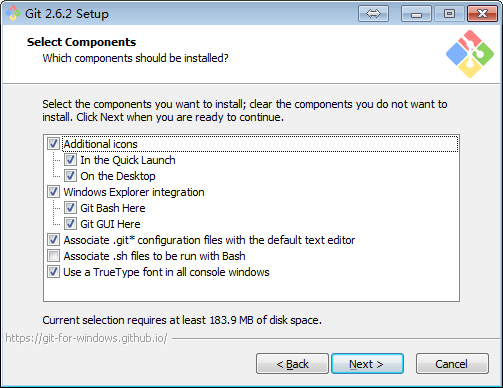 Git 2.6.2 Setup
Select Components
Which components should be installed?
Select the components you want to install; clear the components you do not want to
install. Click Next when you are ready to continue.
Additional icons
In the Quick Launch
On the Desktop
Windows Explorer integration
Git Bash Here
Git GUI Here
Associate .git* configuration files with the default text editor
Associate .sh files to be run with Bash
Use a TrueType font in all console windows
Current selection requires at least 183.9 MB of disk space.
https://git-for-windows.github.io/
< Back
Next >
Cancel